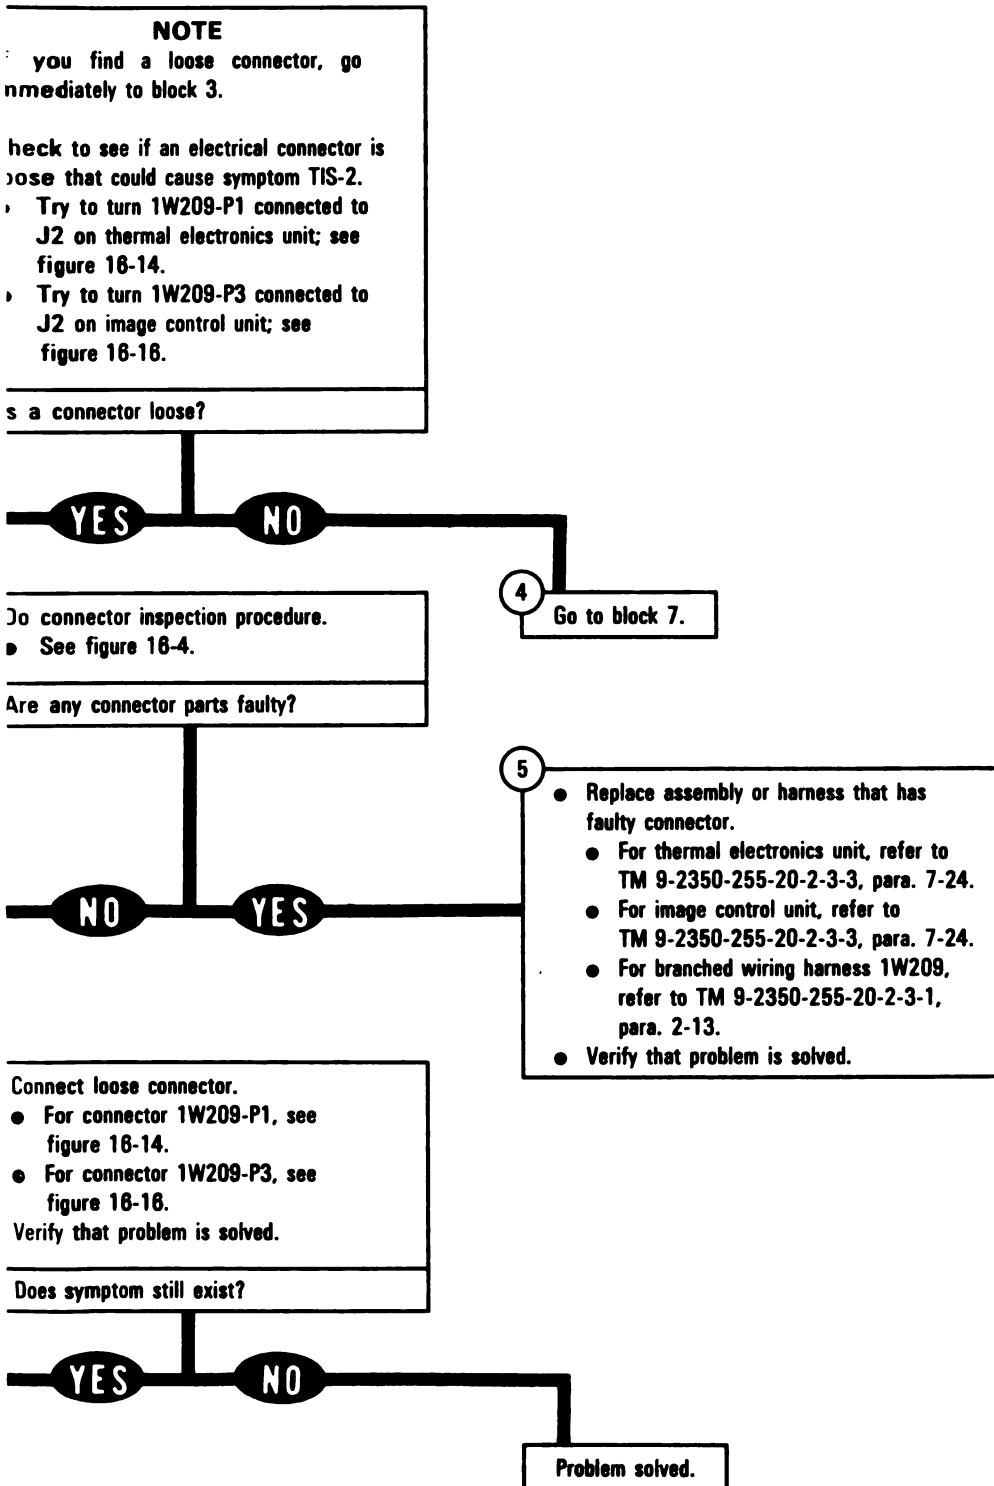 NOTE
you find a loose connector, go
mmediately to block 3.
heck to see if an electrical connector is
oose that could cause symptom TIS-2.
● Try to turn 1W209-P1 connected to
J2 on thermal electronics unit; see
figure 16-14.
● Try to turn 1W209-P3 connected to
J2 on image control unit; see
figure 16-16.
s a connector loose?
YES NO
4
Go to block 7.
Do connector inspection procedure.
● See figure 16-4.
Are any connector parts faulty?
5
● Replace assembly or harness that has
faulty connector.
● For thermal electronics unit, refer to
TM 9-2350-255-20-2-3-3, para. 7-24.
● For image control unit, refer to
TM 9-2350-255-20-2-3-3, para. 7-24.
● For branched wiring harness 1W209,
refer to TM 9-2350-255-20-2-3-1,
para. 2-13.
● Verify that problem is solved.
NO YES
Connect loose connector.
● For connector 1W209-P1, see
figure 16-14.
● For connector 1W209-P3, see
figure 16-16.
Verify that problem is solved.
Does symptom still exist?
YES NO
Problem solved.